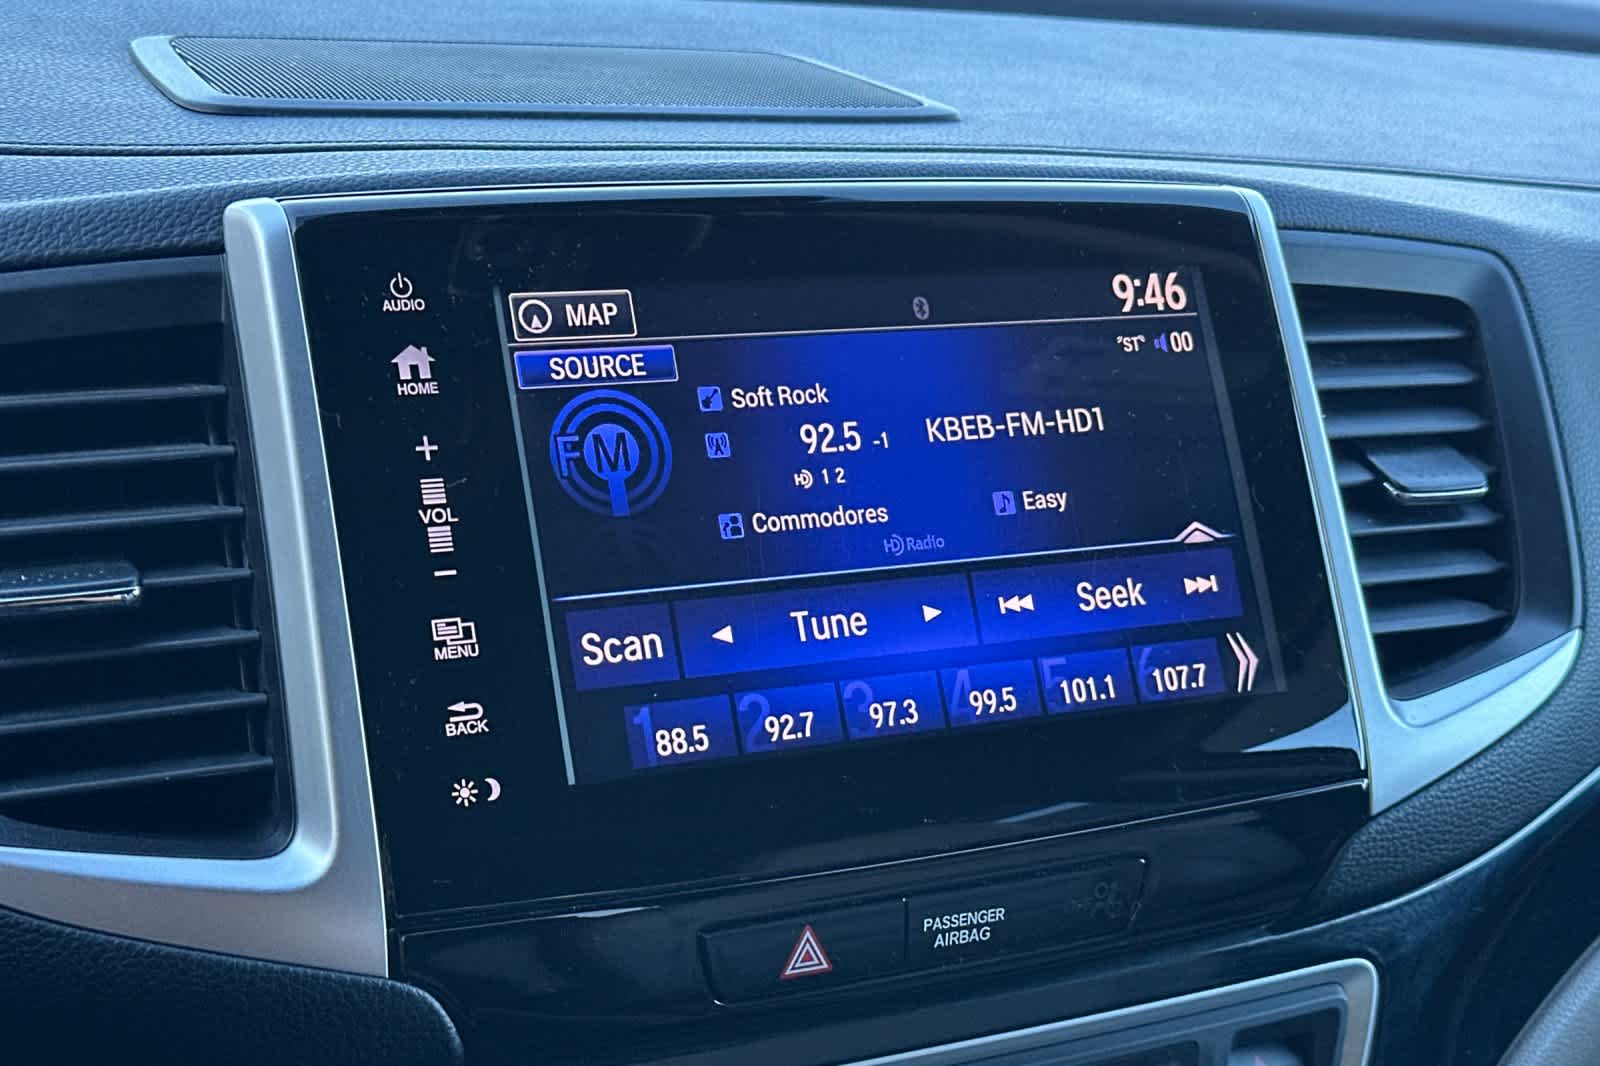 AUDIO
HOME
+
VOL
−
MENU
BACK
MAP
9:46
SOURCE
"ST" 00
FM
Soft Rock
92.5 -1 KBEB-FM-HD1
HD 1 2
Commodores
Easy
HD Radio
Scan
Tune
Seek
1 88.5
2 92.7
3 97.3
4 99.5
5 101.1
6 107.7
PASSENGER
AIRBAG